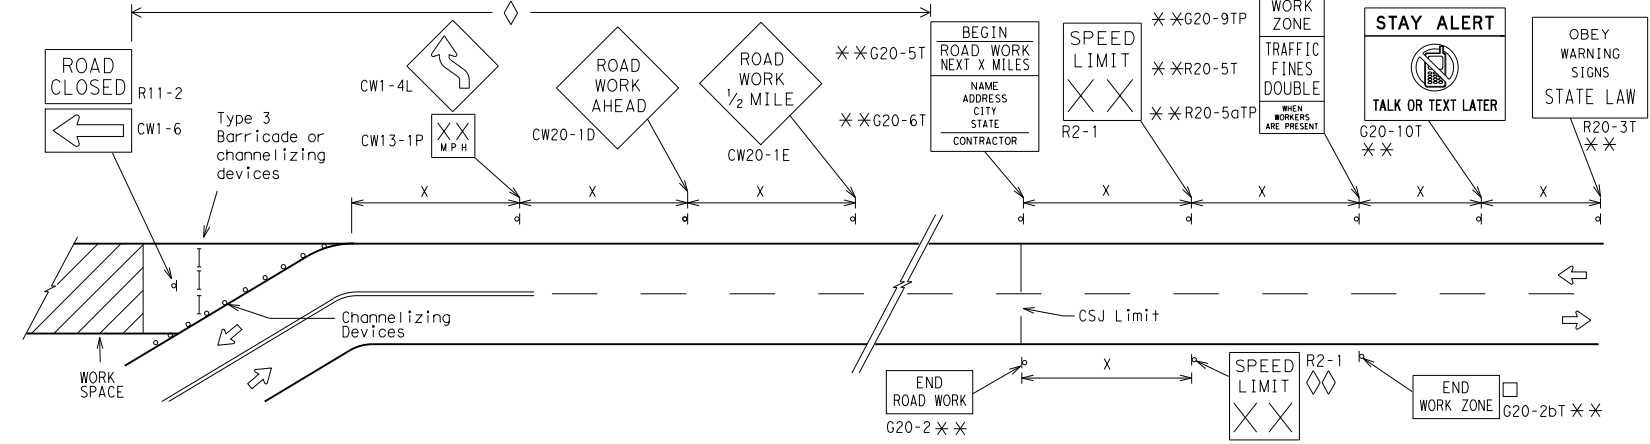 ROAD
CLOSED
R11-2
CW1-6
Type 3
Barricade or
channelizing
devices
CW1-4L
XX
MPH
CW13-1P
ROAD
WORK
AHEAD
CW20-1D
ROAD
WORK
1/2 MILE
CW20-1E
**G20-5T
**G20-6T
BEGIN
ROAD WORK
NEXT X MILES
NAME
ADDRESS
CITY
STATE
CONTRACTOR
SPEED
LIMIT
XX
R2-1
**G20-9TP
**R20-5T
**R20-5aTP
WORK
ZONE
TRAFFIC
FINES
DOUBLE
WHEN
WORKERS
ARE PRESENT
STAY ALERT
TALK OR TEXT LATER
G20-10T
**
OBEY
WARNING
SIGNS
STATE LAW
R20-3T
**
X
X
X
X
X
X
X
Channelizing
Devices
CSJ Limit
WORK
SPACE
END
ROAD WORK
G20-2 **
X
SPEED
LIMIT
XX
R2-1
END
WORK ZONE
G20-2bT **